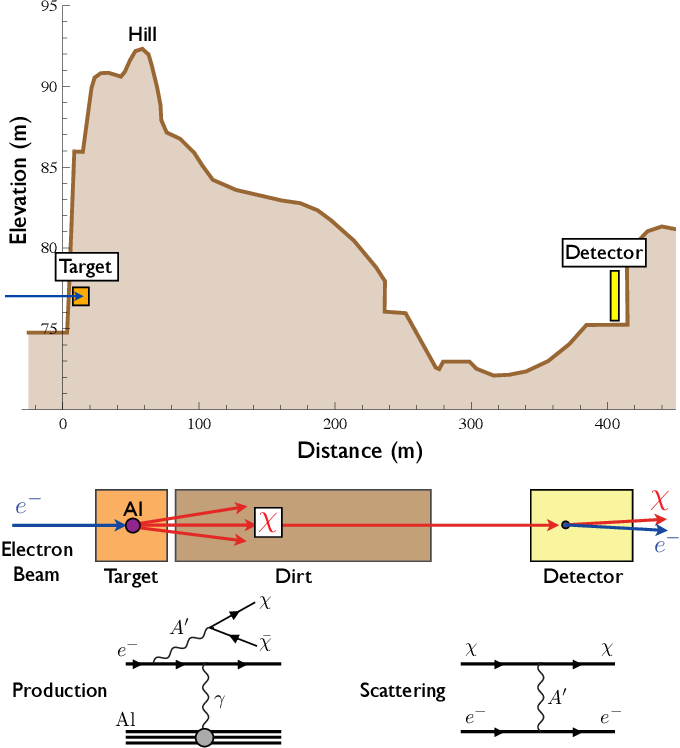 95
Hill
90
85
Elevation (m)
80
Target
Detector
75
0
100
200
300
400
Distance (m)
e⁻
Al
χ
χ
e⁻
Electron
Beam
Target
Dirt
Detector
χ
A′
e⁻
χ̄
Production
γ
Al
χ
χ
Scattering
A′
e⁻
e⁻